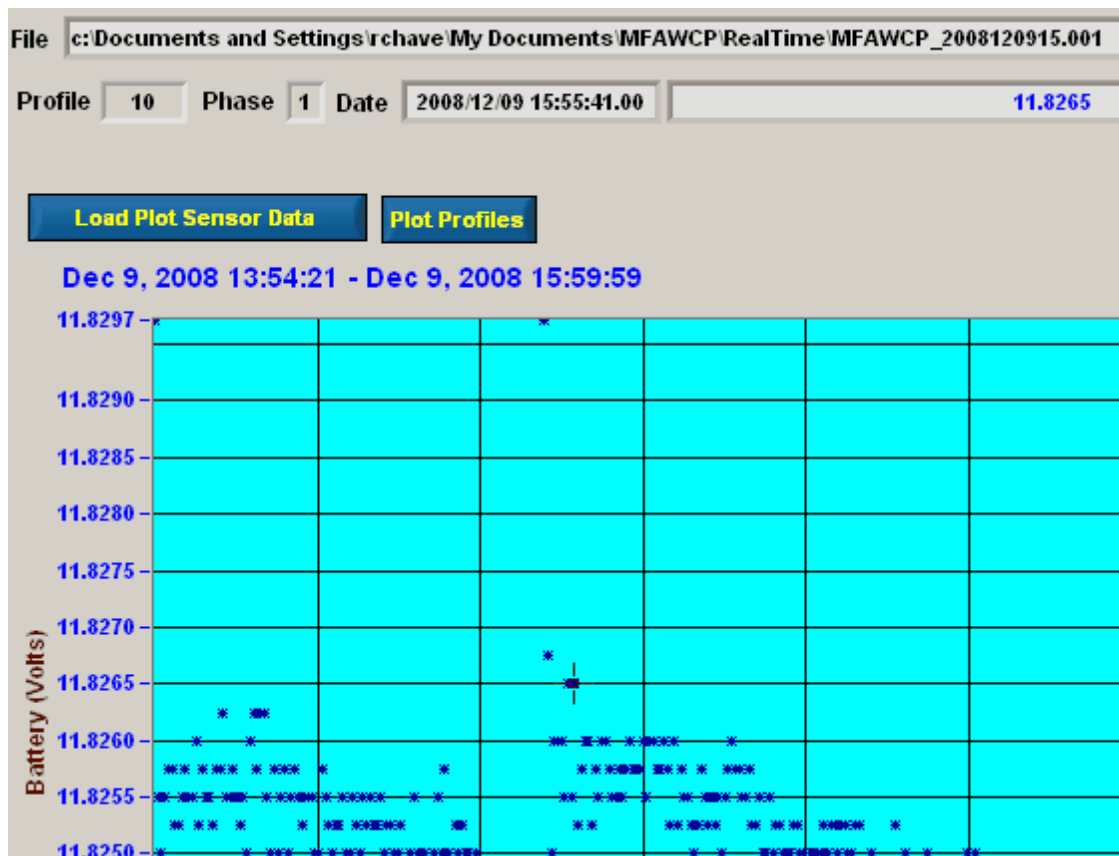 File c:\Documents and Settings\rchave\My Documents\MFAWCP\RealTime\MFAWCP_2008120915.001
Profile 10 Phase 1 Date 2008/12/09 15:55:41.00 11.8265
Load Plot Sensor Data Plot Profiles
Dec 9, 2008 13:54:21 - Dec 9, 2008 15:59:59
11.8297
11.8290
11.8285
11.8280
11.8275
11.8270
11.8265
11.8260
11.8255
11.8250
Battery (Volts)